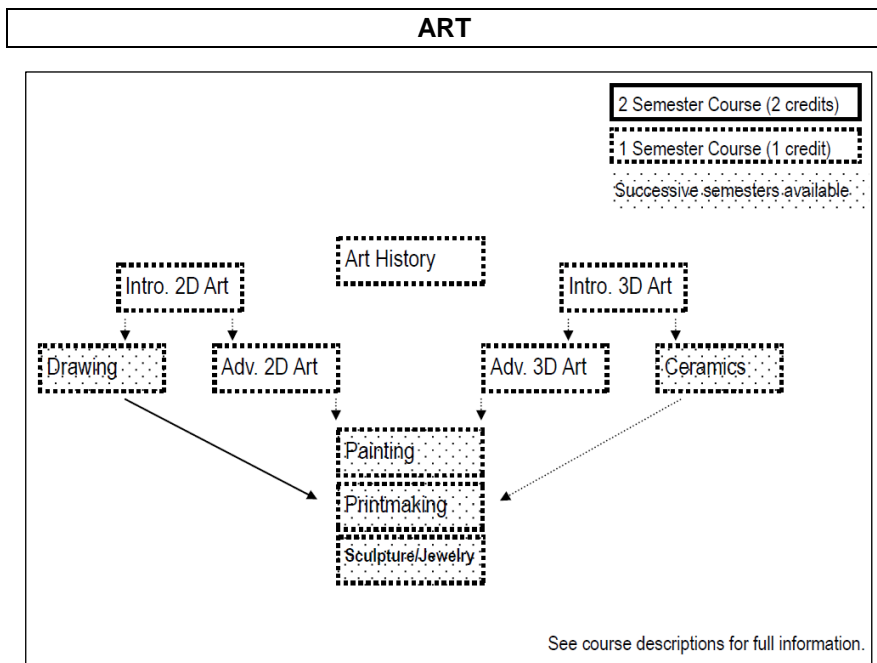 ART
2 Semester Course (2 credits)
1 Semester Course (1 credit)
Successive semesters available
Art History
Intro. 2D Art
Intro. 3D Art
Drawing
Adv. 2D Art
Adv. 3D Art
Ceramics
Painting
Printmaking
Sculpture/Jewelry
See course descriptions for full information.